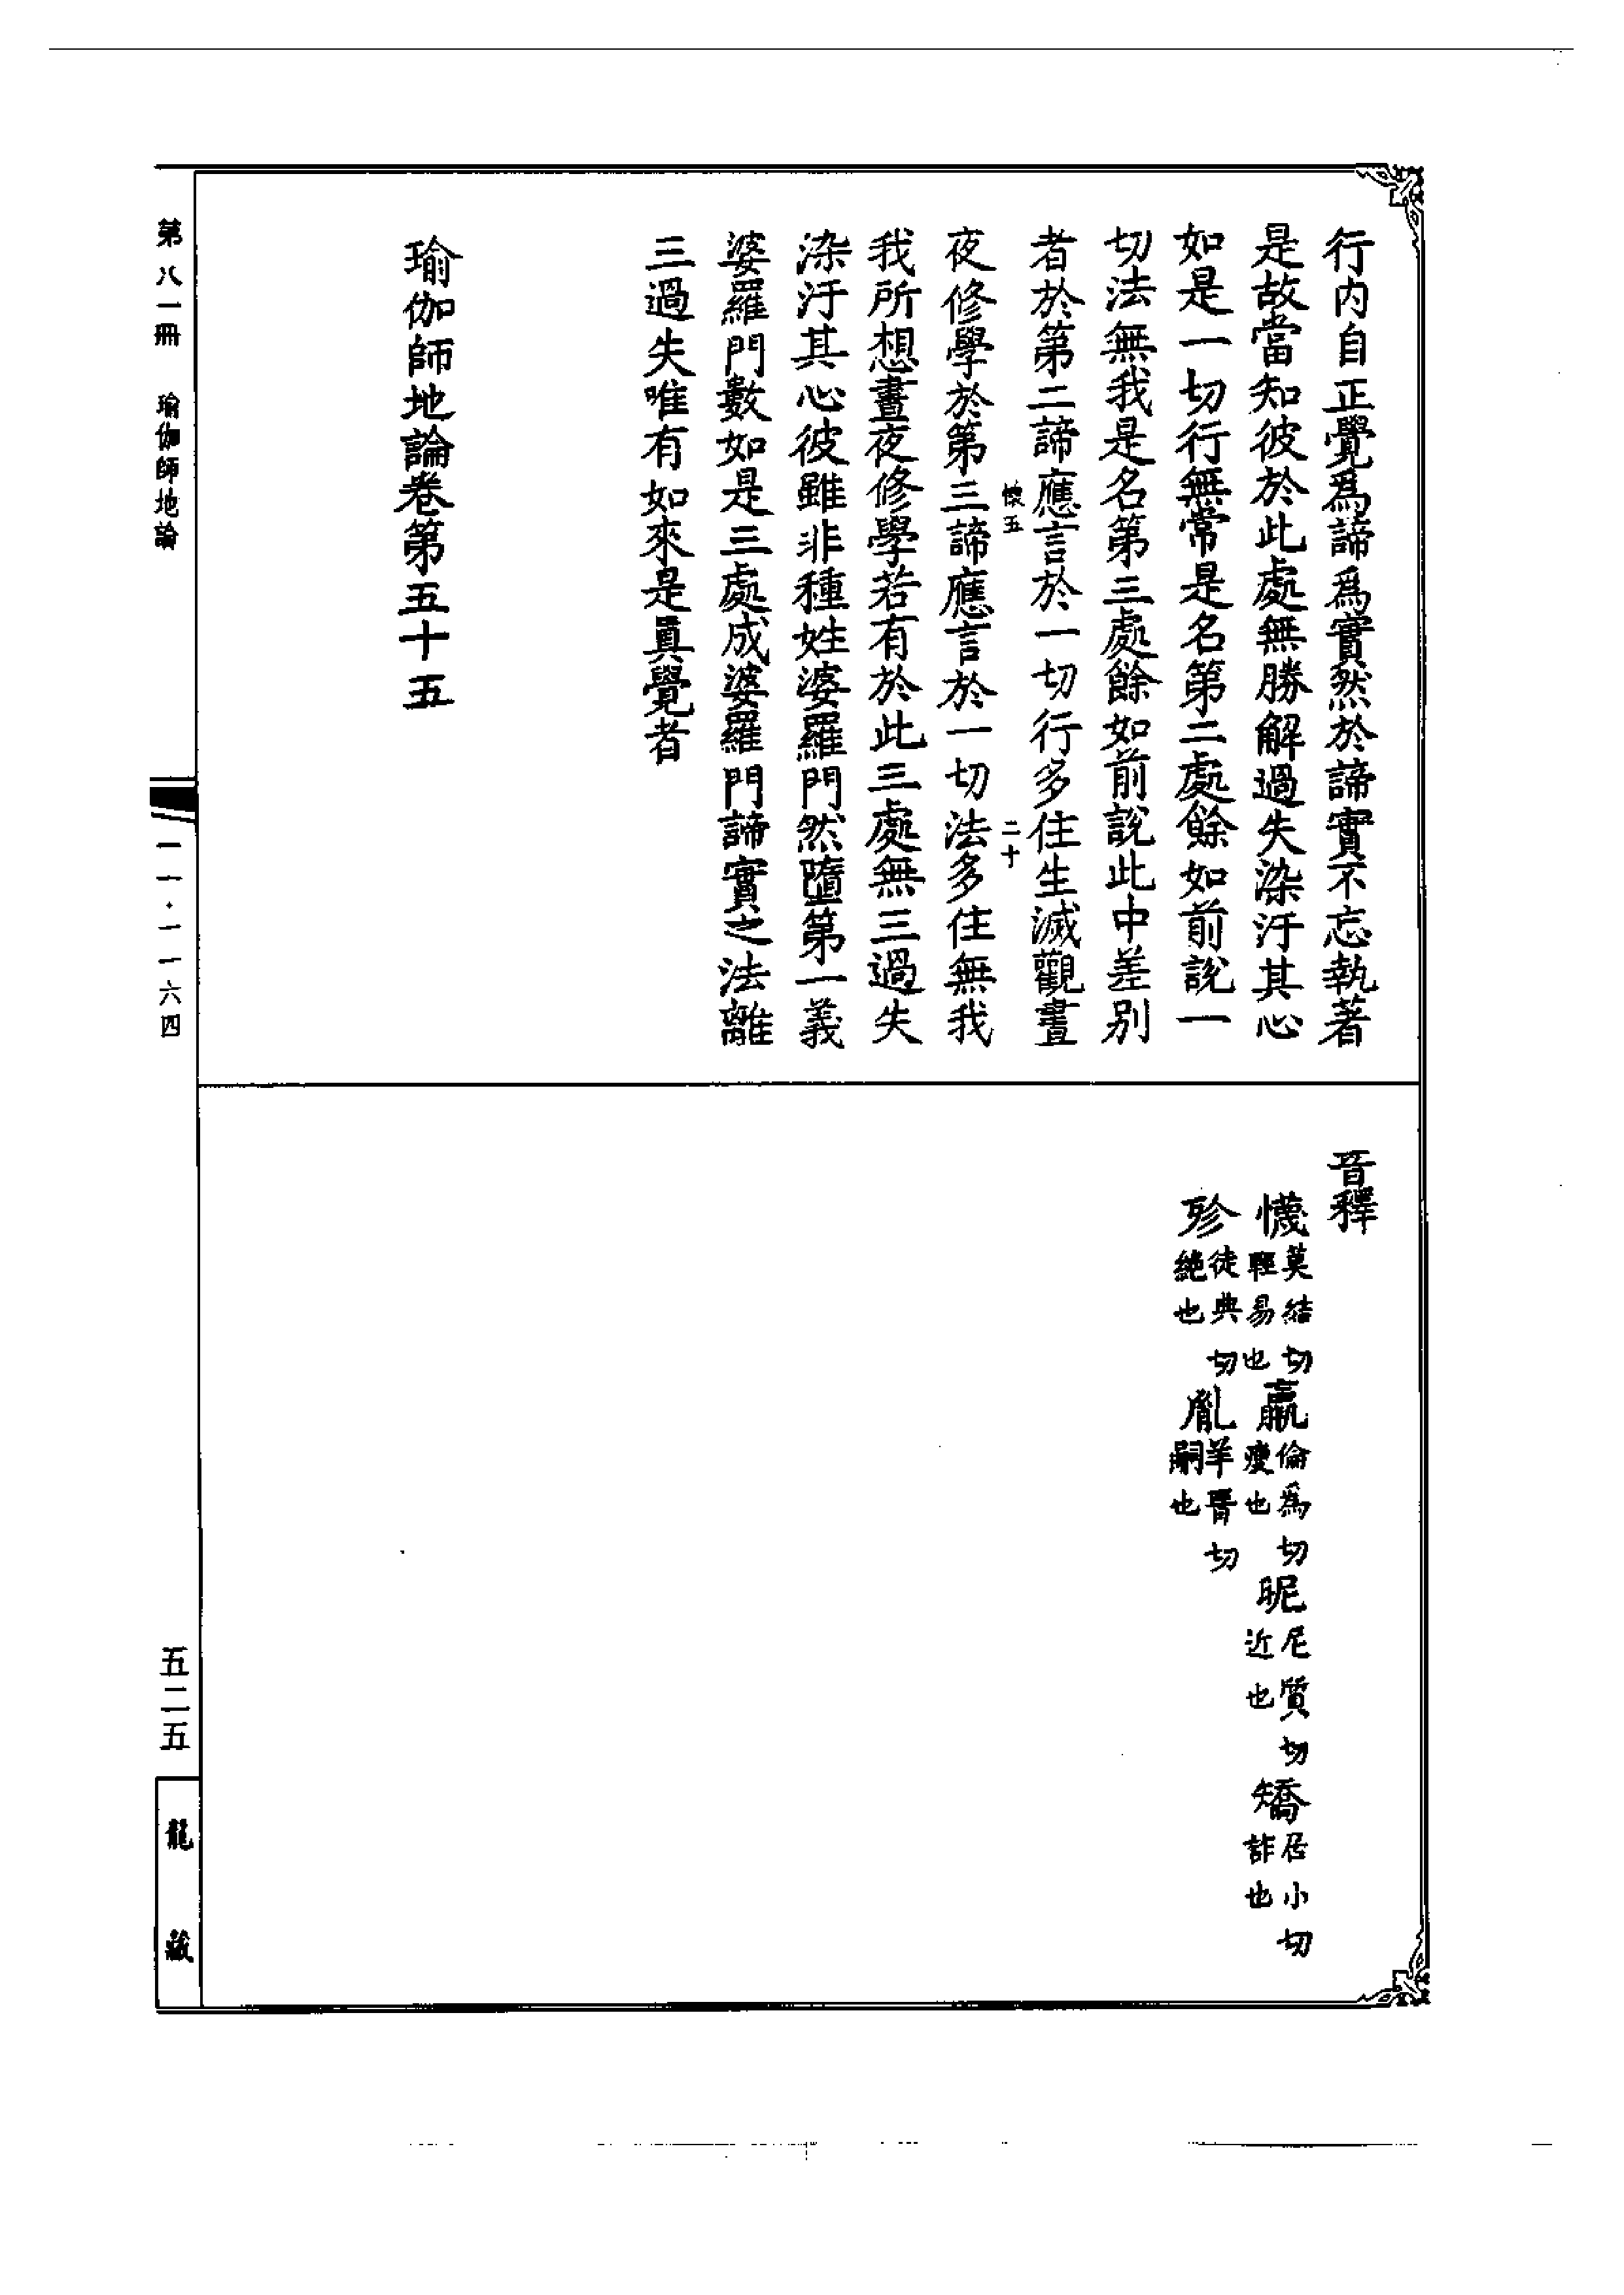 行内自正覺為諦為實然於諦實不忘執著
是故當知彼於此處無勝解過失染汙其心
如是一切行無常是名第二處餘如前說一
切法無我是名第三處餘如前說此中差別
者於第二諦應言於一切行多住生滅觀晝
懷五
二十
夜修學於第三諦應言於一切法多住無我
我所想晝夜修學若有於此三處無三過失
染汙其心彼雖非種姓婆羅門然墮第一義
婆羅門數如是三處成婆羅門諦實之法離
三過失唯有如來是眞覺者
瑜伽師地論卷第五十五
音釋
懱莫結切輕易也羸倫為切瘦也昵尼質切近也矯居小切詐也
殄徒典切絕也胤羊晋切嗣也
第八一冊 瑜伽師地論
一一·一一六四
五二五
龍藏